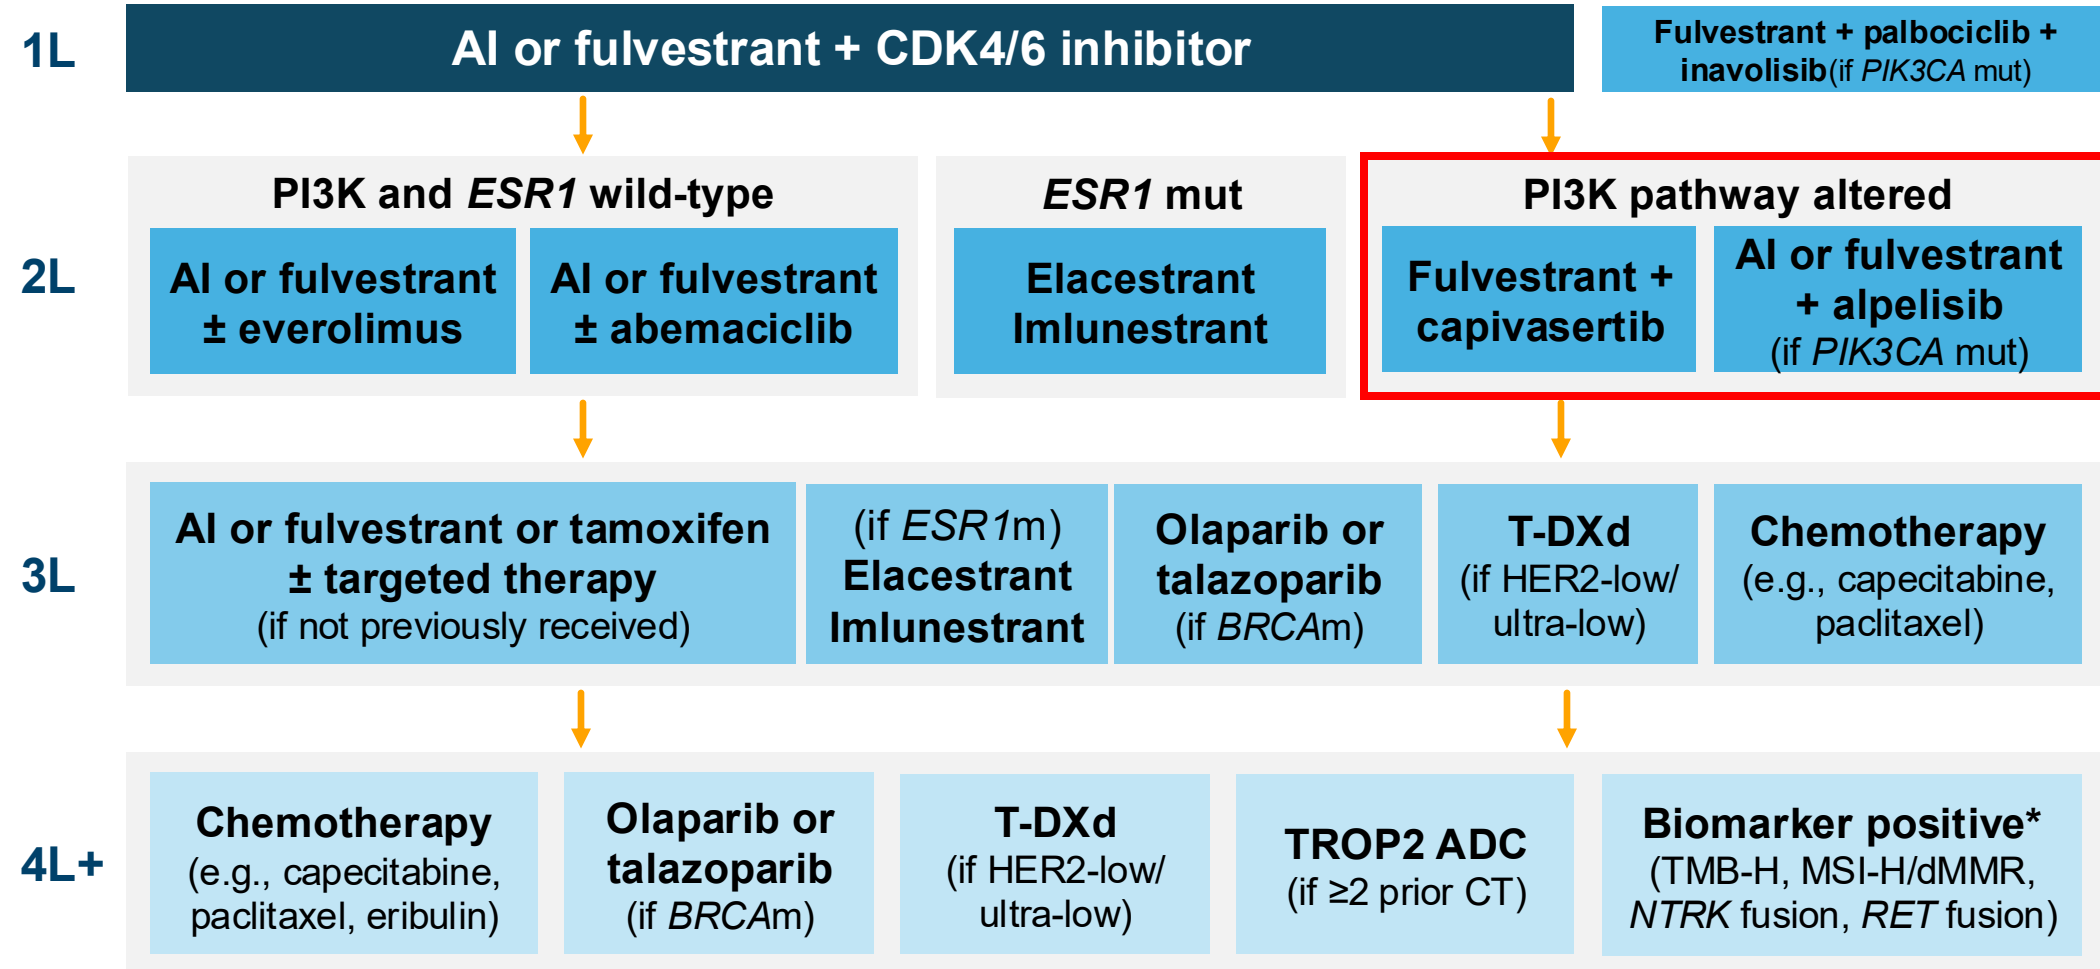 1L
AI or fulvestrant + CDK4/6 inhibitor
Fulvestrant + palbociclib +
inavolisib(if PIK3CA mut)
2L
PI3K and ESR1 wild-type
AI or fulvestrant
± everolimus
AI or fulvestrant
± abemaciclib
ESR1 mut
Elacestrant
Imlunestrant
PI3K pathway altered
Fulvestrant +
capivasertib
AI or fulvestrant
+ alpelisib
(if PIK3CA mut)
3L
AI or fulvestrant or tamoxifen
± targeted therapy
(if not previously received)
(if ESR1m)
Elacestrant
Imlunestrant
Olaparib or
talazoparib
(if BRCAm)
T-DXd
(if HER2-low/
ultra-low)
Chemotherapy
(e.g., capecitabine,
paclitaxel)
4L+
Chemotherapy
(e.g., capecitabine,
paclitaxel, eribulin)
Olaparib or
talazoparib
(if BRCAm)
T-DXd
(if HER2-low/
ultra-low)
TROP2 ADC
(if ≥2 prior CT)
Biomarker positive*
(TMB-H, MSI-H/dMMR,
NTRK fusion, RET fusion)